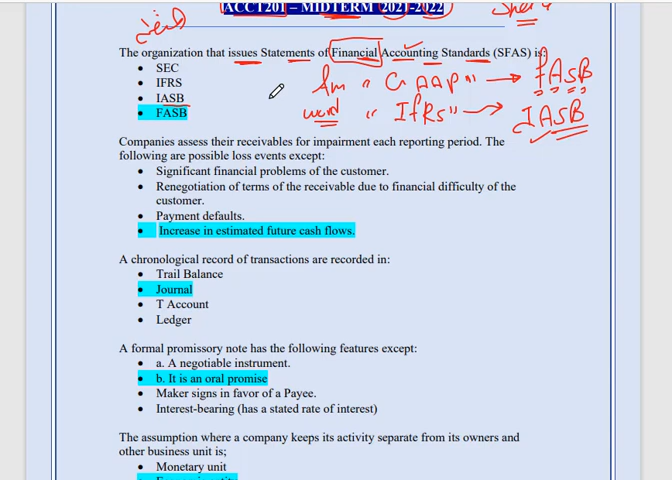 ACCT201 – MIDTERM 2021-2022
The organization that issues Statements of Financial Accounting Standards (SFAS) is:
• SEC
• IFRS
• IASB
• FASB
Am " GAAP " → FASB
word " IFRS " → IASB
Companies assess their receivables for impairment each reporting period. The
following are possible loss events except:
• Significant financial problems of the customer.
• Renegotiation of terms of the receivable due to financial difficulty of the
customer.
• Payment defaults.
• Increase in estimated future cash flows.
A chronological record of transactions are recorded in:
• Trail Balance
• Journal
• T Account
• Ledger
A formal promissory note has the following features except:
• a. A negotiable instrument.
• b. It is an oral promise
• Maker signs in favor of a Payee.
• Interest-bearing (has a stated rate of interest)
The assumption where a company keeps its activity separate from its owners and
other business unit is;
• Monetary unit